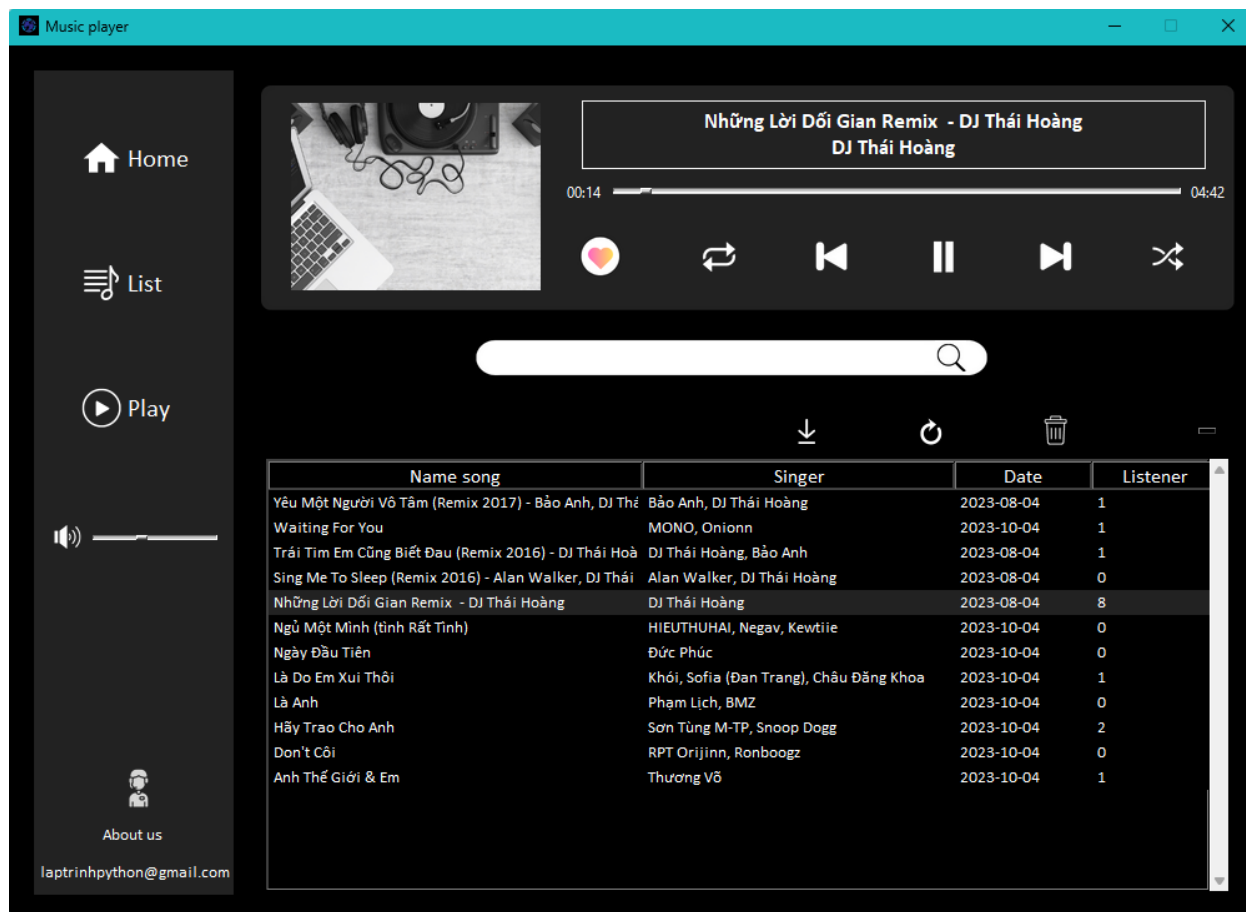 Music player
Home
List
Play
About us
laptrinhpython@gmail.com
Những Lời Dối Gian Remix - DJ Thái Hoàng
DJ Thái Hoàng
00:14 04:42
Name song Singer Date Listener
Yêu Một Người Vô Tâm (Remix 2017) - Bảo Anh, DJ Thá Bảo Anh, DJ Thái Hoàng 2023-08-04 1
Waiting For You MONO, Onionn 2023-10-04 1
Trái Tim Em Cũng Biết Đau (Remix 2016) - DJ Thái Hoà DJ Thái Hoàng, Bảo Anh 2023-08-04 1
Sing Me To Sleep (Remix 2016) - Alan Walker, DJ Thái Alan Walker, DJ Thái Hoàng 2023-08-04 0
Những Lời Dối Gian Remix - DJ Thái Hoàng DJ Thái Hoàng 2023-08-04 8
Ngủ Một Mình (tình Rất Tình) HIEUTHUHAI, Negav, Kewtiie 2023-10-04 0
Ngày Đầu Tiên Đức Phúc 2023-10-04 0
Là Do Em Xui Thôi Khói, Sofia (Đan Trang), Châu Đăng Khoa 2023-10-04 1
Là Anh Phạm Lịch, BMZ 2023-10-04 0
Hãy Trao Cho Anh Sơn Tùng M-TP, Snoop Dogg 2023-10-04 2
Don't Côi RPT Orijinn, Ronboogz 2023-10-04 0
Anh Thế Giới & Em Thương Võ 2023-10-04 1